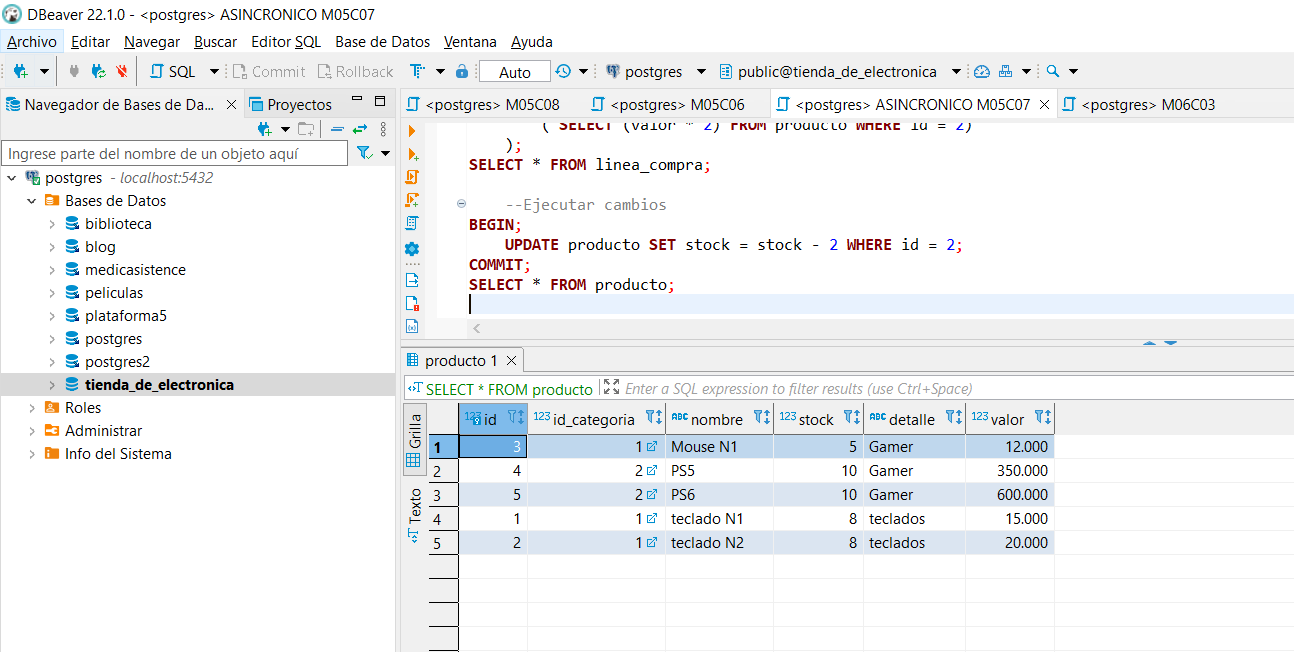 DBeaver 22.1.0 - <postgres> ASINCRONICO M05C07
Archivo Editar Navegar Buscar Editor SQL Base de Datos Ventana Ayuda
SQL Commit Rollback Auto postgres public@tienda_de_electronica
Navegador de Bases de Da... Proyectos
Ingrese parte del nombre de un objeto aquí
postgres - localhost:5432
Bases de Datos
biblioteca
blog
medicasistence
peliculas
plataforma5
postgres
postgres2
tienda_de_electronica
Roles
Administrar
Info del Sistema
<postgres> M05C08 <postgres> M05C06 <postgres> ASINCRONICO M05C07 <postgres> M06C03
( SELECT (valor * 2) FROM producto WHERE id = 2)
);
SELECT * FROM linea_compra;
--Ejecutar cambios
BEGIN;
UPDATE producto SET stock = stock - 2 WHERE id = 2;
COMMIT;
SELECT * FROM producto;
producto 1
SELECT * FROM producto Enter a SQL expression to filter results (use Ctrl+Space)
Grilla
Texto
123 id 123 id_categoria ABC nombre 123 stock ABC detalle 123 valor
1 3 1 Mouse N1 5 Gamer 12.000
2 4 2 PS5 10 Gamer 350.000
3 5 2 PS6 10 Gamer 600.000
4 1 1 teclado N1 8 teclados 15.000
5 2 1 teclado N2 8 teclados 20.000